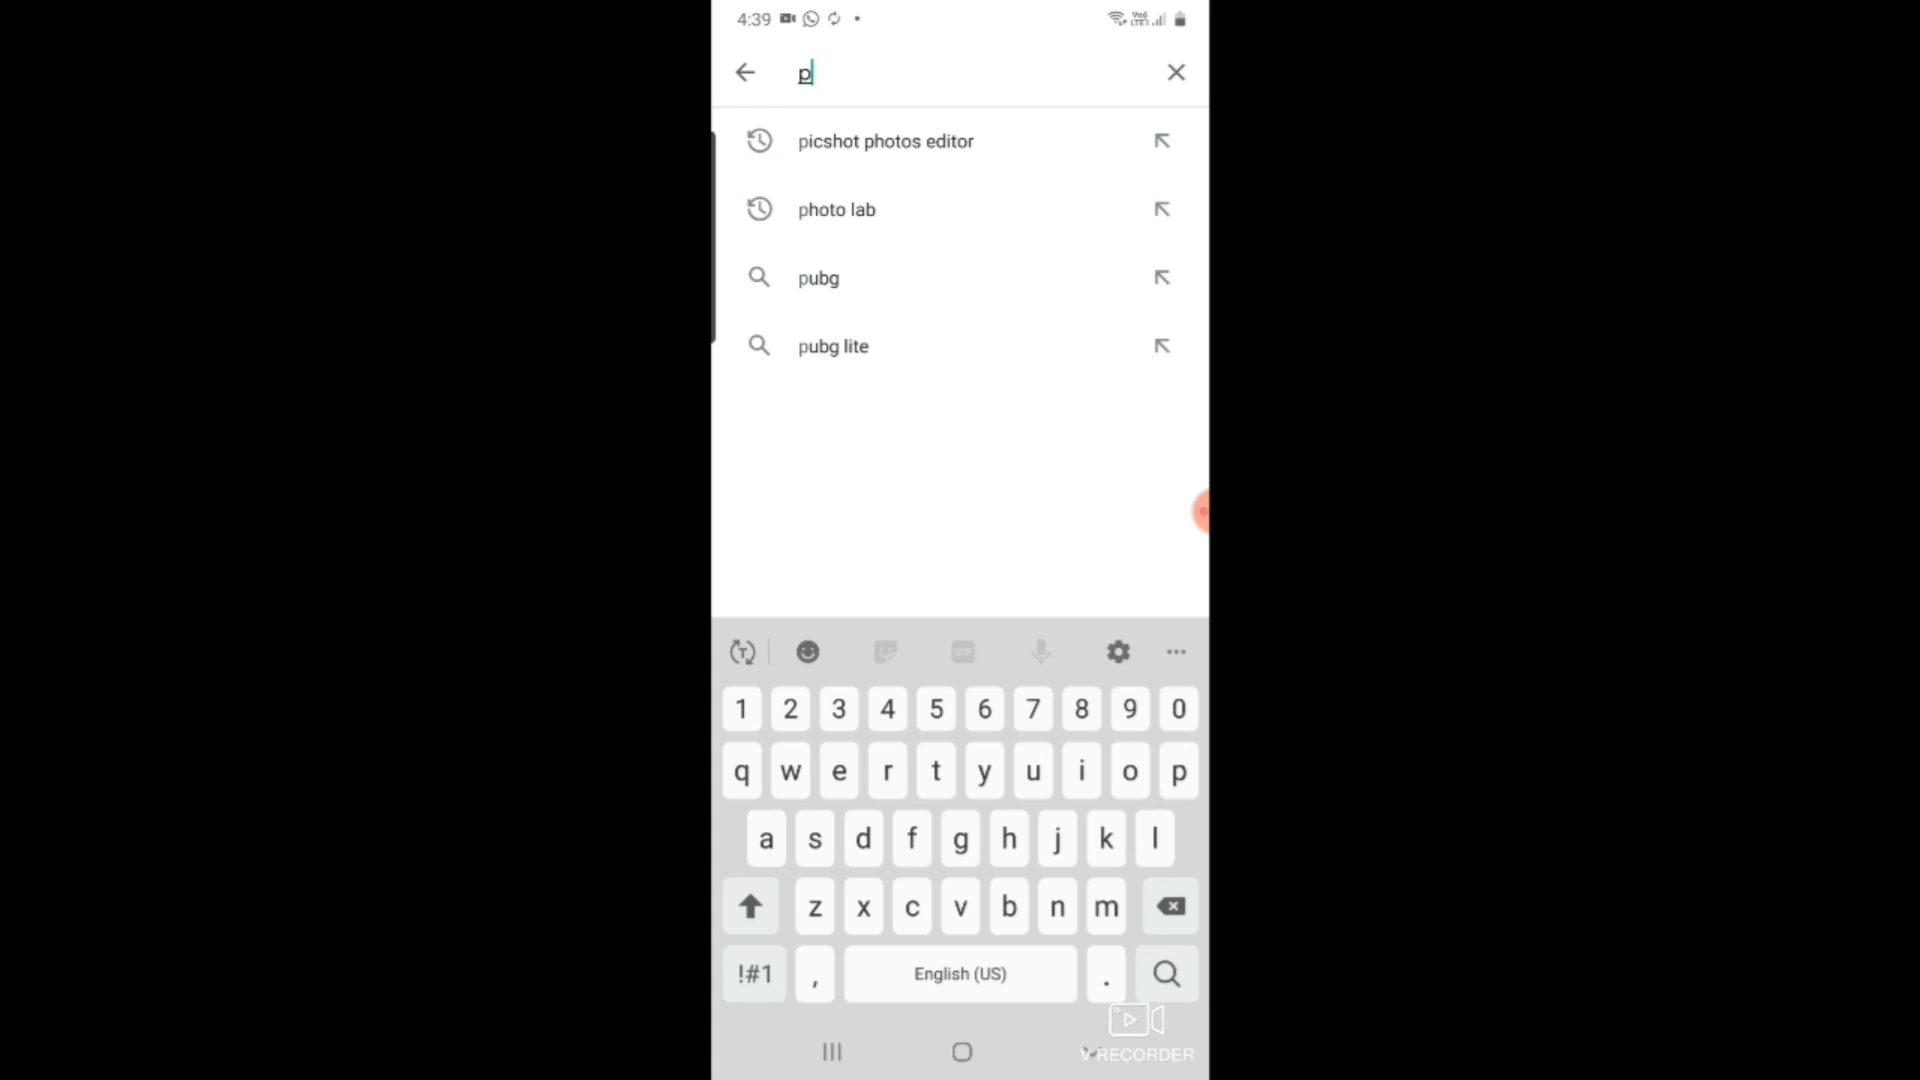 4:39
p
picshot photos editor
photo lab
pubg
pubg lite
GIF
1 2 3 4 5 6 7 8 9 0
q w e r t y u i o p
a s d f g h j k l
z x c v b n m
!#1 , English (US) .
V RECORDER